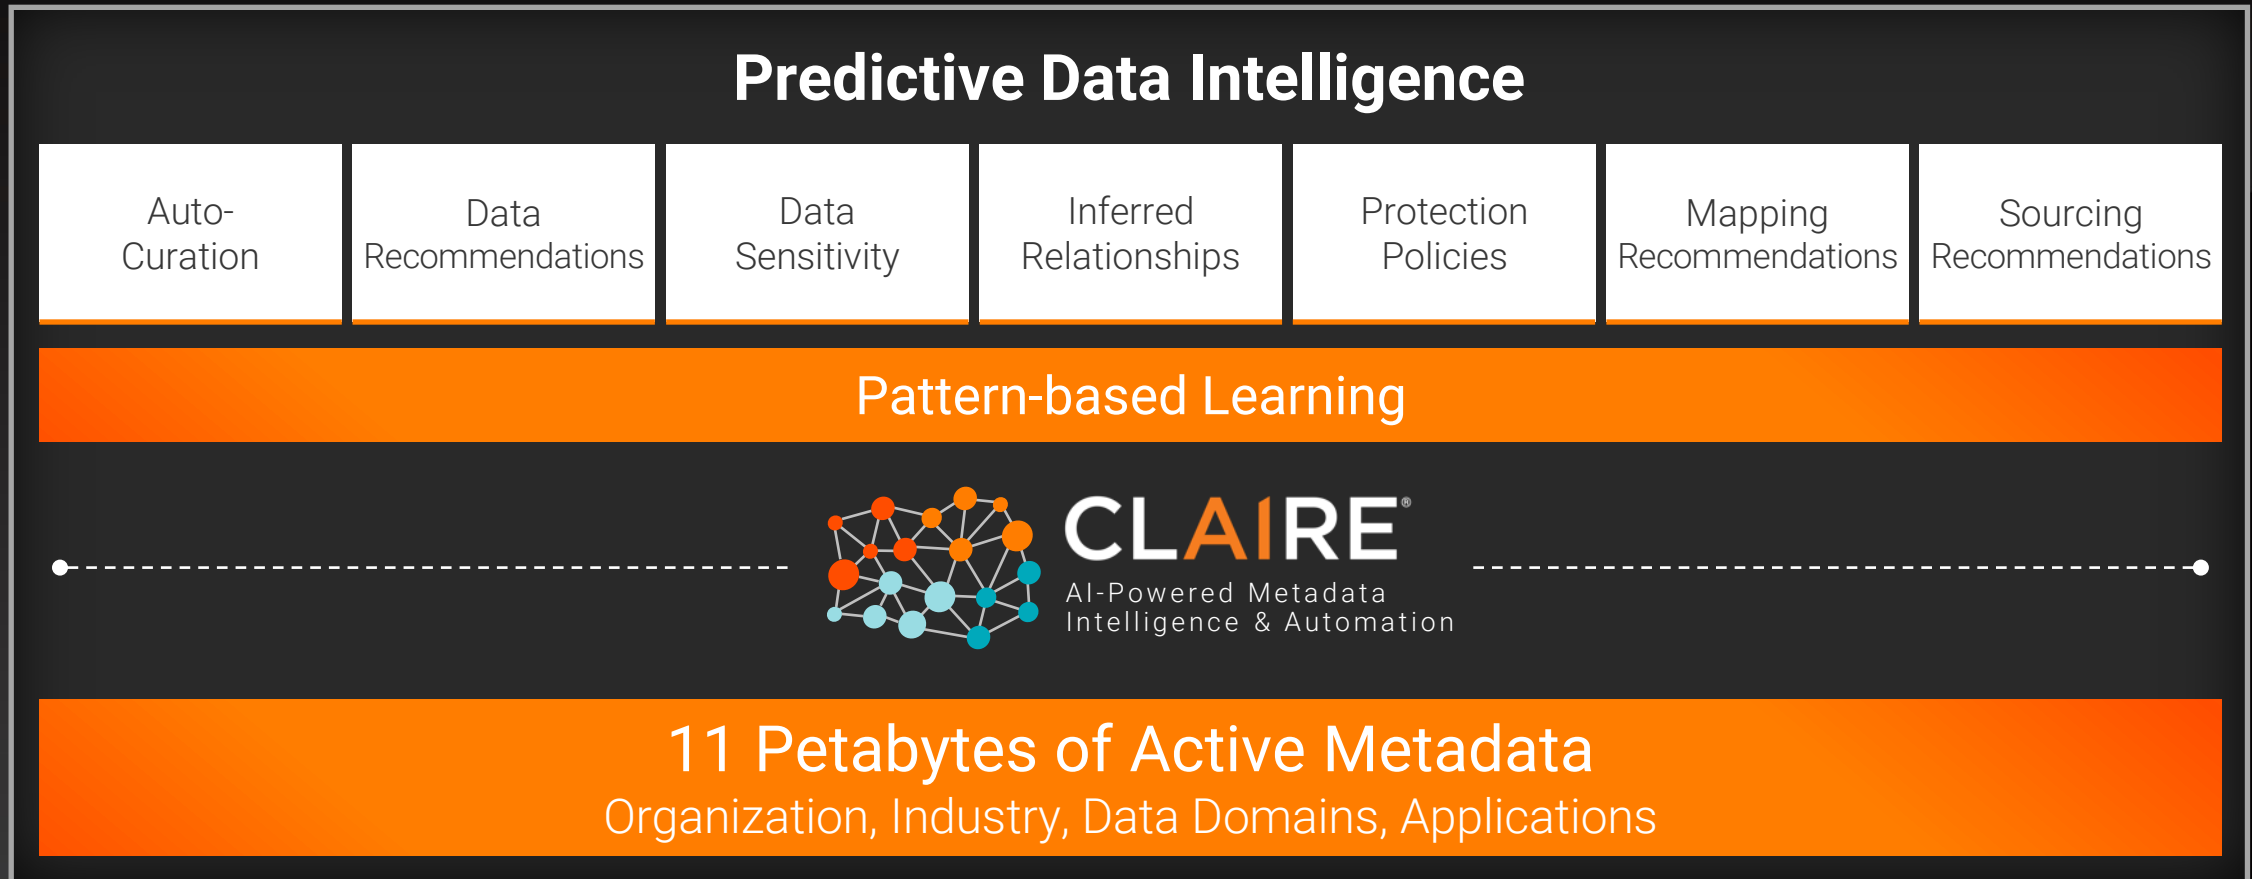 Predictive Data Intelligence
Auto-
Curation
Data
Recommendations
Data
Sensitivity
Inferred
Relationships
Protection
Policies
Mapping
Recommendations
Sourcing
Recommendations
Pattern-based Learning
CLAIRE®
AI-Powered Metadata
Intelligence & Automation
11 Petabytes of Active Metadata
Organization, Industry, Data Domains, Applications